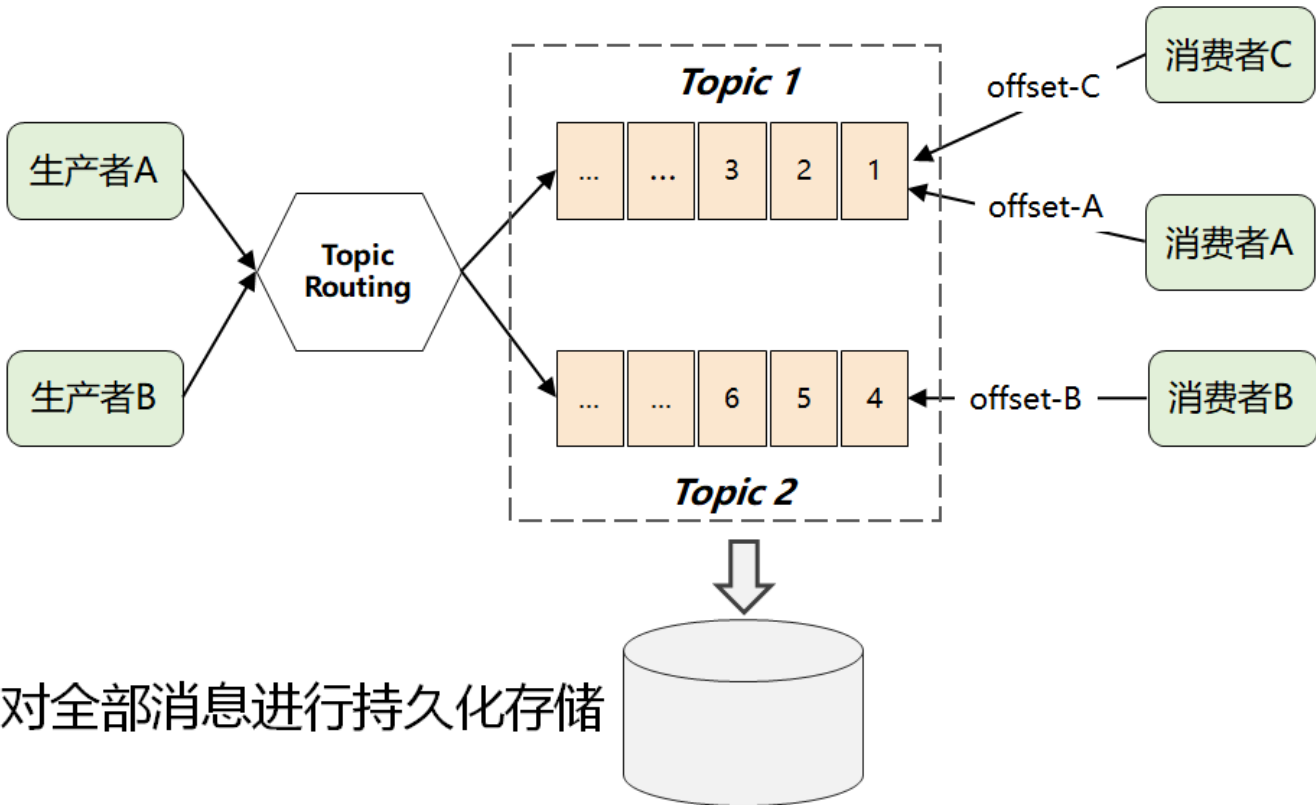 消费者C
Topic 1
offset-C
生产者A
... ... 3 2 1
offset-A
消费者A
Topic
Routing
生产者B
... ... 6 5 4
offset-B
消费者B
Topic 2
对全部消息进行持久化存储